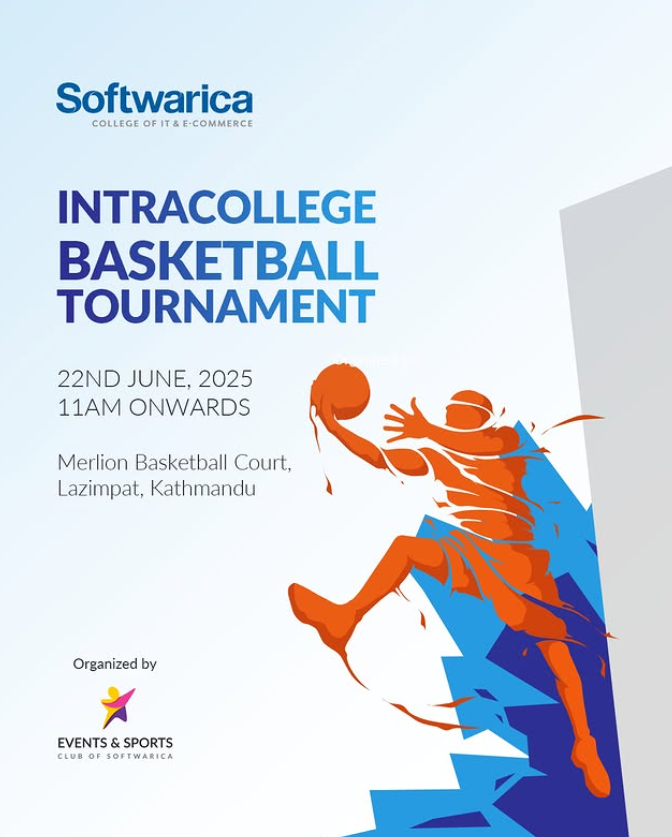 Softwarica
COLLEGE OF IT & E-COMMERCE
INTRACOLLEGE
BASKETBALL
TOURNAMENT
22ND JUNE, 2025
11AM ONWARDS
Merlion Basketball Court,
Lazimpat, Kathmandu
Organized by
EVENTS & SPORTS
CLUB OF SOFTWARICA